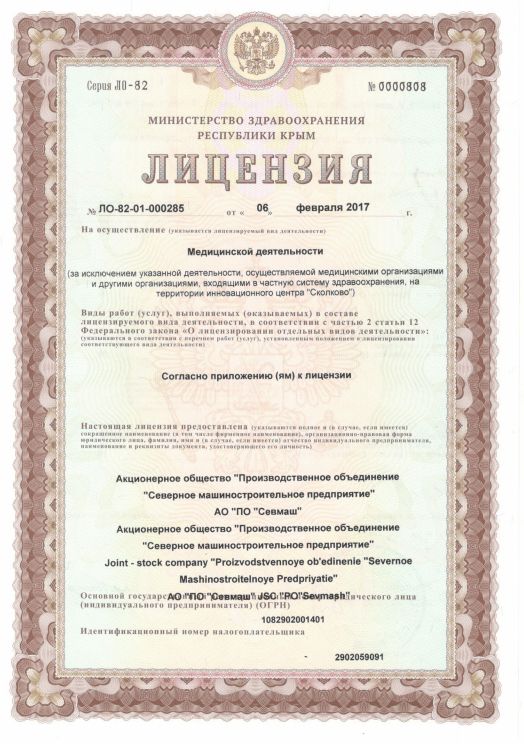 Серия ЛО-82 № 0000808
МИНИСТЕРСТВО ЗДРАВООХРАНЕНИЯ
РЕСПУБЛИКИ КРЫМ
ЛИЦЕНЗИЯ
№ ЛО-82-01-000285 от « 06 » февраля 2017 г.
На осуществление (указывается лицензируемый вид деятельности)
Медицинской деятельности
(за исключением указанной деятельности, осуществляемой медицинскими организациями
и другими организациями, входящими в частную систему здравоохранения, на
территории инновационного центра "Сколково")
Виды работ (услуг), выполняемых (оказываемых) в составе
лицензируемого вида деятельности, в соответствии с частью 2 статьи 12
Федерального закона «О лицензировании отдельных видов деятельности»:
(указываются в соответствии с перечнем работ (услуг), установленным положением о лицензировании
соответствующего вида деятельности)
Согласно приложению (ям) к лицензии
Настоящая лицензия предоставлена (указываются полное и (в случае, если имеется)
сокращенное наименование (в том числе фирменное наименование), организационно-правовая форма
юридического лица, фамилия, имя и (в случае, если имеется) отчество индивидуального предпринимателя,
наименование и реквизиты документа, удостоверяющего его личность)
Акционерное общество "Производственное объединение
"Северное машиностроительное предприятие"
АО "ПО "Севмаш"
Акционерное общество "Производственное объединение
"Северное машиностроительное предприятие"
Joint - stock company "Proizvodstvennoye ob'edinenie "Severnoe
Mashinostroitelnoye Predpriyatie"
АО "ПО "Севмаш" JSC "PO"Sevmash"
Основной государственный лица
(индивидуального предпринимателя) (ОГРН)
1082902001401
Идентификационный номер налогоплательщика
- 2902059091